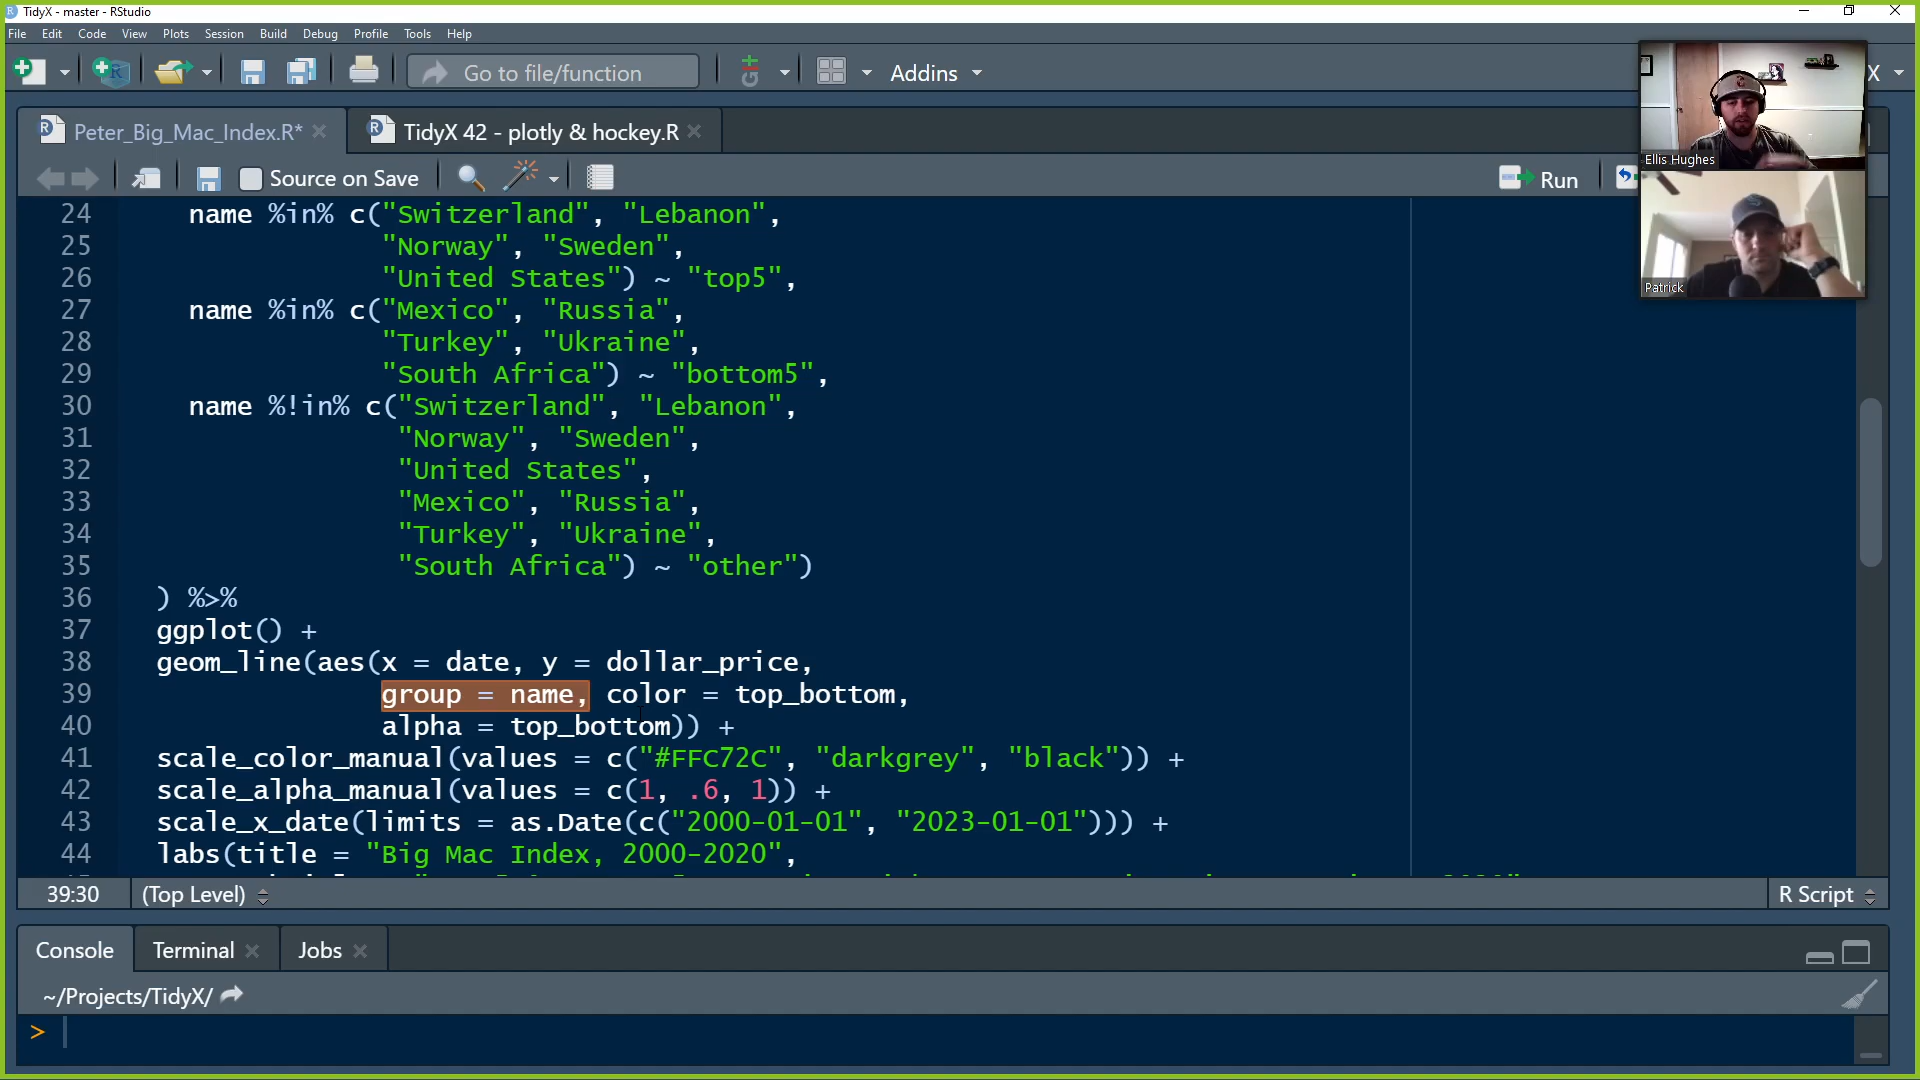 TidyX - master - RStudio
File Edit Code View Plots Session Build Debug Profile Tools Help
Go to file/function Addins X
Peter_Big_Mac_Index.R* TidyX 42 - plotly & hockey.R
Source on Save Run
24 name %in% c("Switzerland", "Lebanon",
25 "Norway", "Sweden",
26 "United States") ~ "top5",
27 name %in% c("Mexico", "Russia",
28 "Turkey", "Ukraine",
29 "South Africa") ~ "bottom5",
30 name %!in% c("Switzerland", "Lebanon",
31 "Norway", "Sweden",
32 "United States",
33 "Mexico", "Russia",
34 "Turkey", "Ukraine",
35 "South Africa") ~ "other")
36 ) %>%
37 ggplot() +
38 geom_line(aes(x = date, y = dollar_price,
39 group = name, color = top_bottom,
40 alpha = top_bottom)) +
41 scale_color_manual(values = c("#FFC72C", "darkgrey", "black")) +
42 scale_alpha_manual(values = c(1, .6, 1)) +
43 scale_x_date(limits = as.Date(c("2000-01-01", "2023-01-01"))) +
44 labs(title = "Big Mac Index, 2000-2020",
39:30 (Top Level) R Script
Console Terminal Jobs
~/Projects/TidyX/
>
Ellis Hughes
Patrick